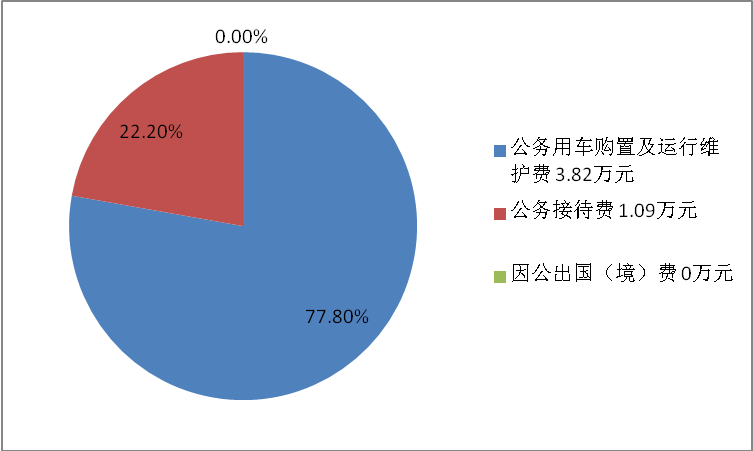 0.00%
22.20%
77.80%
公务用车购置及运行维
护费 3.82万元
公务接待费 1.09万元
因公出国（境）费 0万元